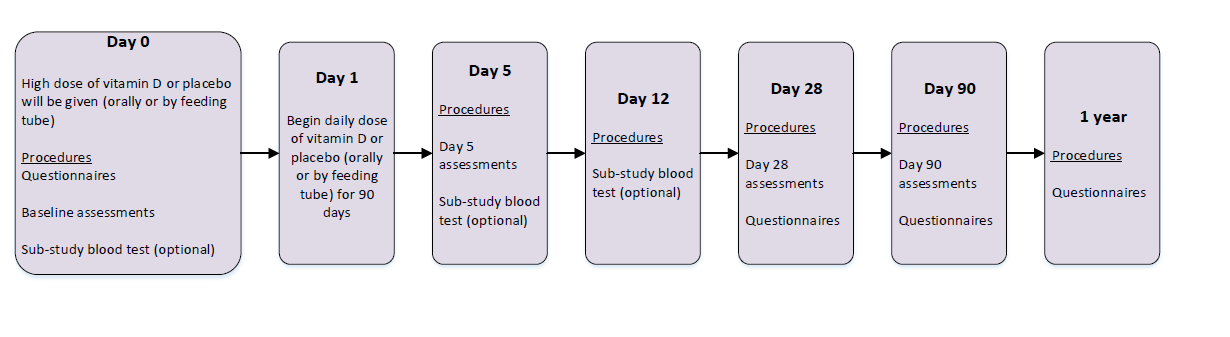 Day 0
High dose of vitamin D or placebo
will be given (orally or by feeding
tube)
Procedures
Questionnaires
Baseline assessments
Sub-study blood test (optional)
Day 1
Begin daily dose
of vitamin D or
placebo (orally
or by feeding
tube) for 90
days
Day 5
Procedures
Day 5
assessments
Sub-study blood
test (optional)
Day 12
Procedures
Sub-study blood
test (optional)
Day 28
Procedures
Day 28
assessments
Questionnaires
Day 90
Procedures
Day 90
assessments
Questionnaires
1 year
Procedures
Questionnaires